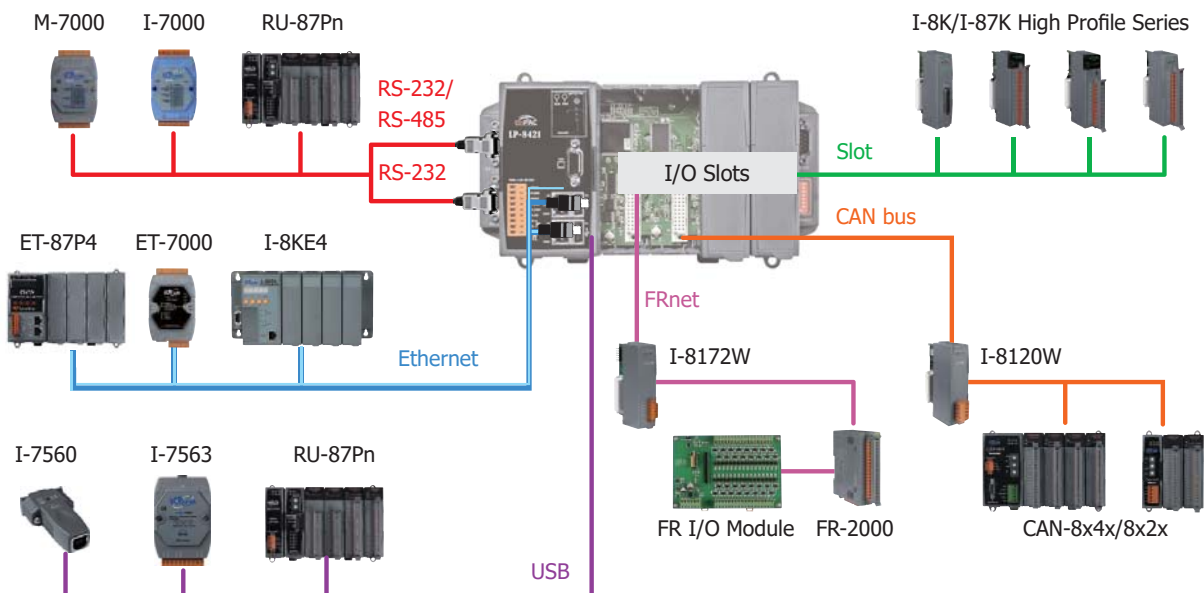 M-7000
I-7000
RU-87Pn
I-8K/I-87K High Profile Series
RS-232/
RS-485
RS-232
LP-8421
I/O Slots
Slot
CAN bus
ET-87P4
ET-7000
I-8KE4
Ethernet
FRnet
I-8172W
I-8120W
I-7560
I-7563
RU-87Pn
FR I/O Module
FR-2000
CAN-8x4x/8x2x
USB